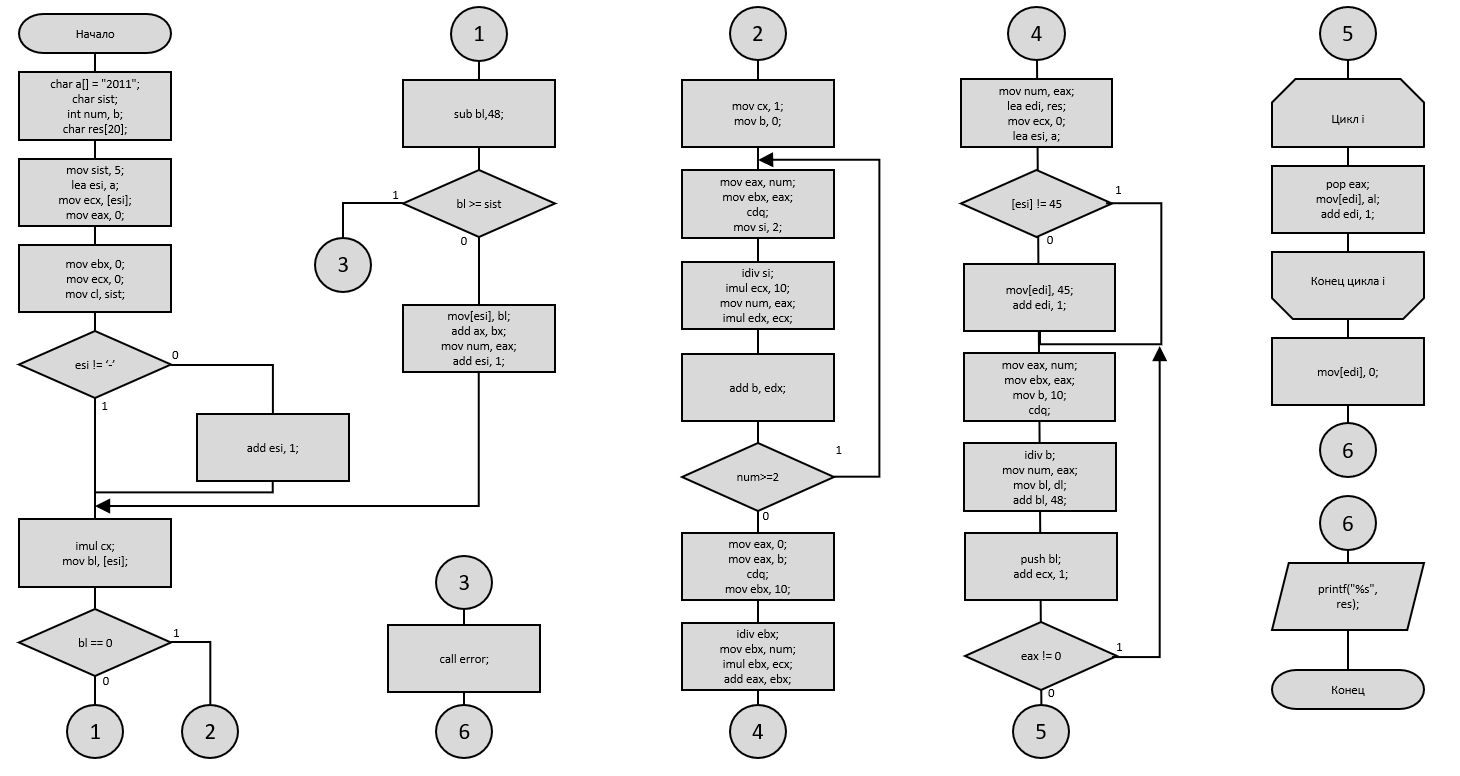 Начало
char a[] = "2011";
char sist;
int num, b;
char res[20];
mov sist, 5;
lea esi, a;
mov ecx, [esi];
mov eax, 0;
mov ebx, 0;
mov ecx, 0;
mov cl, sist;
esi != ‘-’
0
1
add esi, 1;
imul cx;
mov bl, [esi];
bl == 0
1
0
1
2
1
sub bl,48;
bl >= sist
1
0
3
mov[esi], bl;
add ax, bx;
mov num, eax;
add esi, 1;
3
call error;
6
2
mov cx, 1;
mov b, 0;
mov eax, num;
mov ebx, eax;
cdq;
mov si, 2;
idiv si;
imul ecx, 10;
mov num, eax;
imul edx, ecx;
add b, edx;
num>=2
1
0
mov eax, 0;
mov eax, b;
cdq;
mov ebx, 10;
idiv ebx;
mov ebx, num;
imul ebx, ecx;
add eax, ebx;
4
4
mov num, eax;
lea edi, res;
mov ecx, 0;
lea esi, a;
[esi] != 45
1
0
mov[edi], 45;
add edi, 1;
mov eax, num;
mov ebx, eax;
mov b, 10;
cdq;
idiv b;
mov num, eax;
mov bl, dl;
add bl, 48;
push bl;
add ecx, 1;
eax != 0
1
0
5
5
Цикл i
pop eax;
mov[edi], al;
add edi, 1;
Конец цикла i
mov[edi], 0;
6
6
printf("%s",
res);
Конец